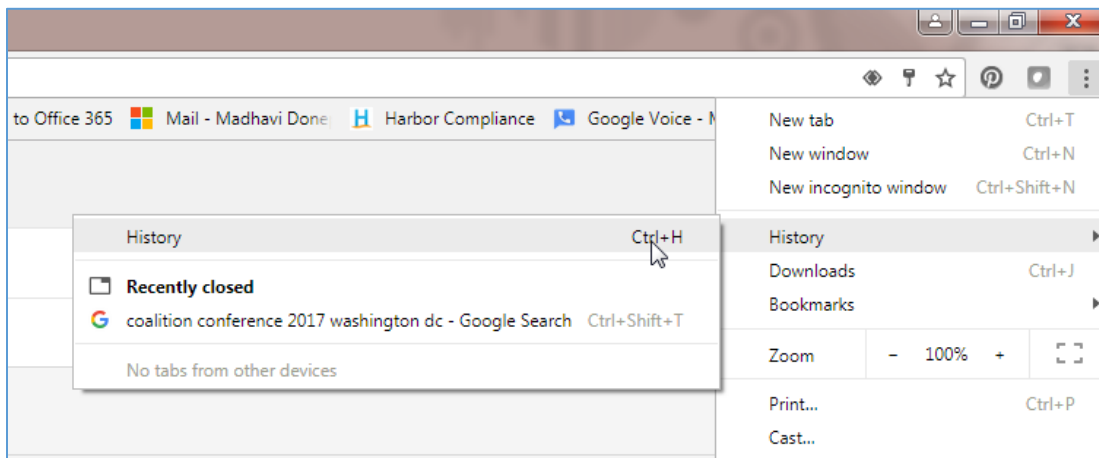 to Office 365 Mail - Madhavi Done Harbor Compliance Google Voice -
New tab Ctrl+T
New window Ctrl+N
New incognito window Ctrl+Shift+N
History Ctrl+H
History
Recently closed
Downloads Ctrl+J
Bookmarks
coalition conference 2017 washington dc - Google Search Ctrl+Shift+T
Zoom - 100% +
No tabs from other devices
Print... Ctrl+P
Cast...